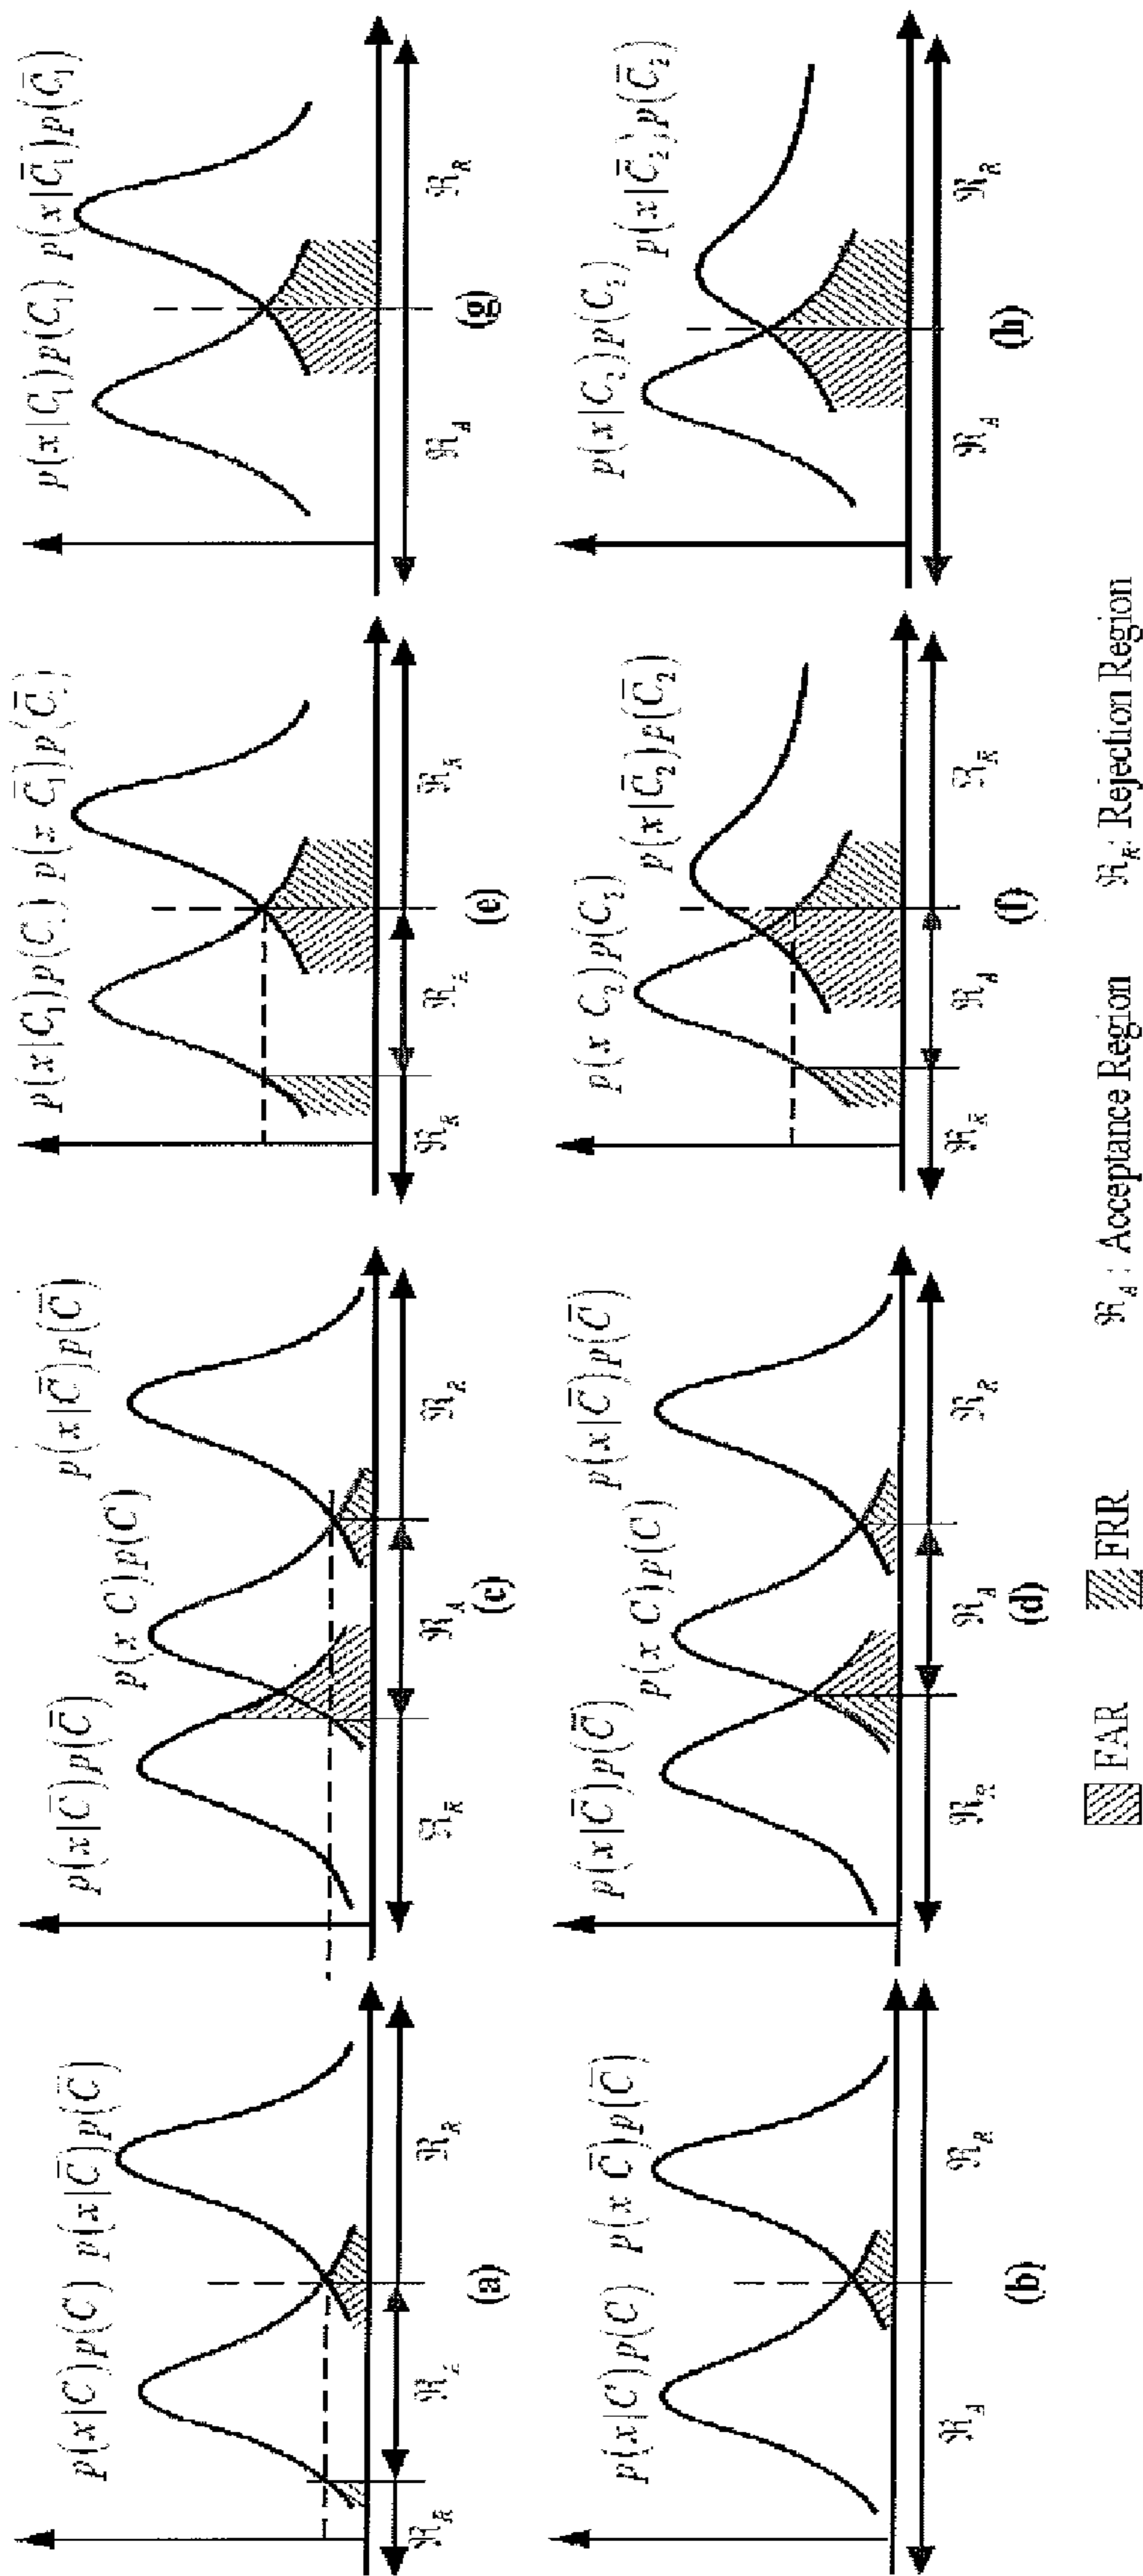 p(x|C)p(C) p(x|C̄)p(C̄)
ℜ_R ℜ_A ℜ_R
(a)
p(x|C̄)p(C̄) p(x C)p(C) p(x|C̄)p(C̄)
ℜ_R ℜ_A ℜ_R
(c)
p(x|C₁)p(C₁) p(x C̄₁)p(C̄₁)
ℜ_R ℜ_A ℜ_R
(e)
p(x|C₁)p(C₁) p(x|C̄₁)p(C̄₁)
ℜ_A ℜ_R
(g)
p(x|C)p(C) p(x C̄)p(C̄)
ℜ_A ℜ_R
(b)
p(x|C̄)p(C̄) p(x C)p(C) p(x|C̄)p(C̄)
ℜ_R ℜ_A ℜ_R
(d)
p(x C₂)p(C₂) p(x|C̄₂)p(C̄₂)
ℜ_R ℜ_A ℜ_R
(f)
p(x|C₂)p(C₂) p(x|C̄₂)p(C̄₂)
ℜ_A ℜ_R
(h)
FAR FRR ℜ_A : Acceptance Region ℜ_R: Rejection Region